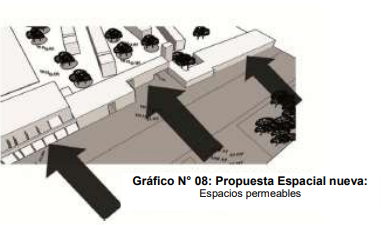 Gráfico N° 08: Propuesta Espacial nueva:
Espacios permeables